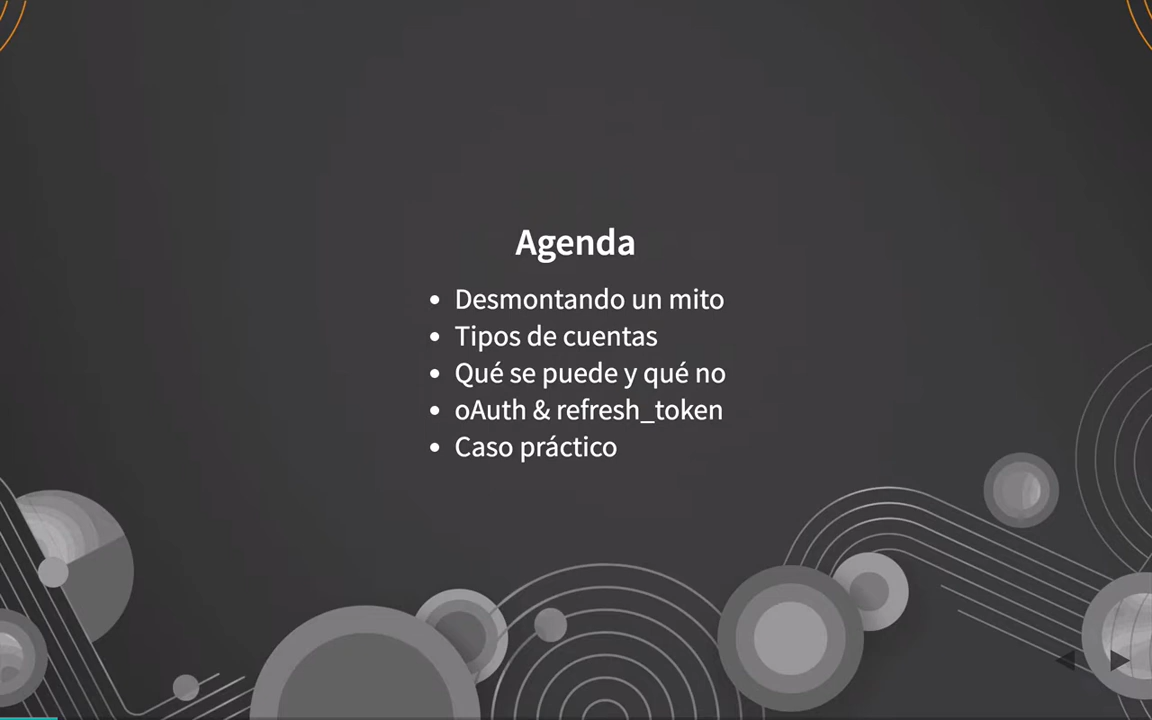 Agenda
Desmontando un mito
Tipos de cuentas
Qué se puede y qué no
oAuth & refresh_token
Caso práctico